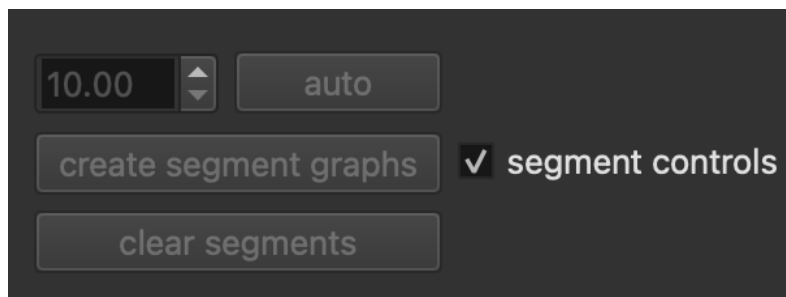 10.00 auto
create segment graphs segment controls
clear segments